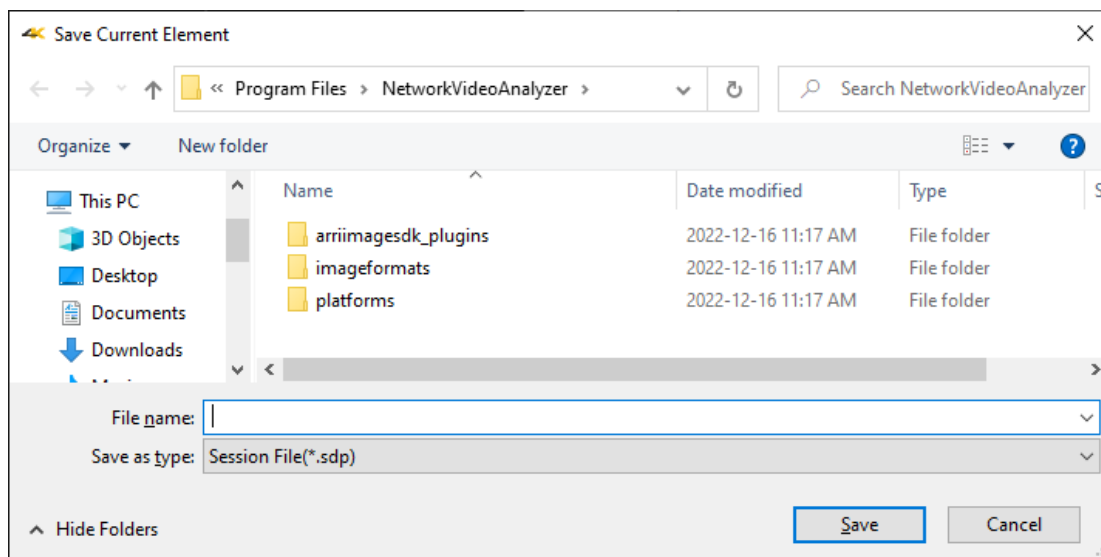 Save Current Element
« Program Files › NetworkVideoAnalyzer › Search NetworkVideoAnalyzer
Organize New folder ?
This PC
3D Objects
Desktop
Documents
Downloads
Name Date modified Type S
arriimagesdk_plugins 2022-12-16 11:17 AM File folder
imageformats 2022-12-16 11:17 AM File folder
platforms 2022-12-16 11:17 AM File folder
File name:
Save as type: Session File(*.sdp)
Hide Folders Save Cancel